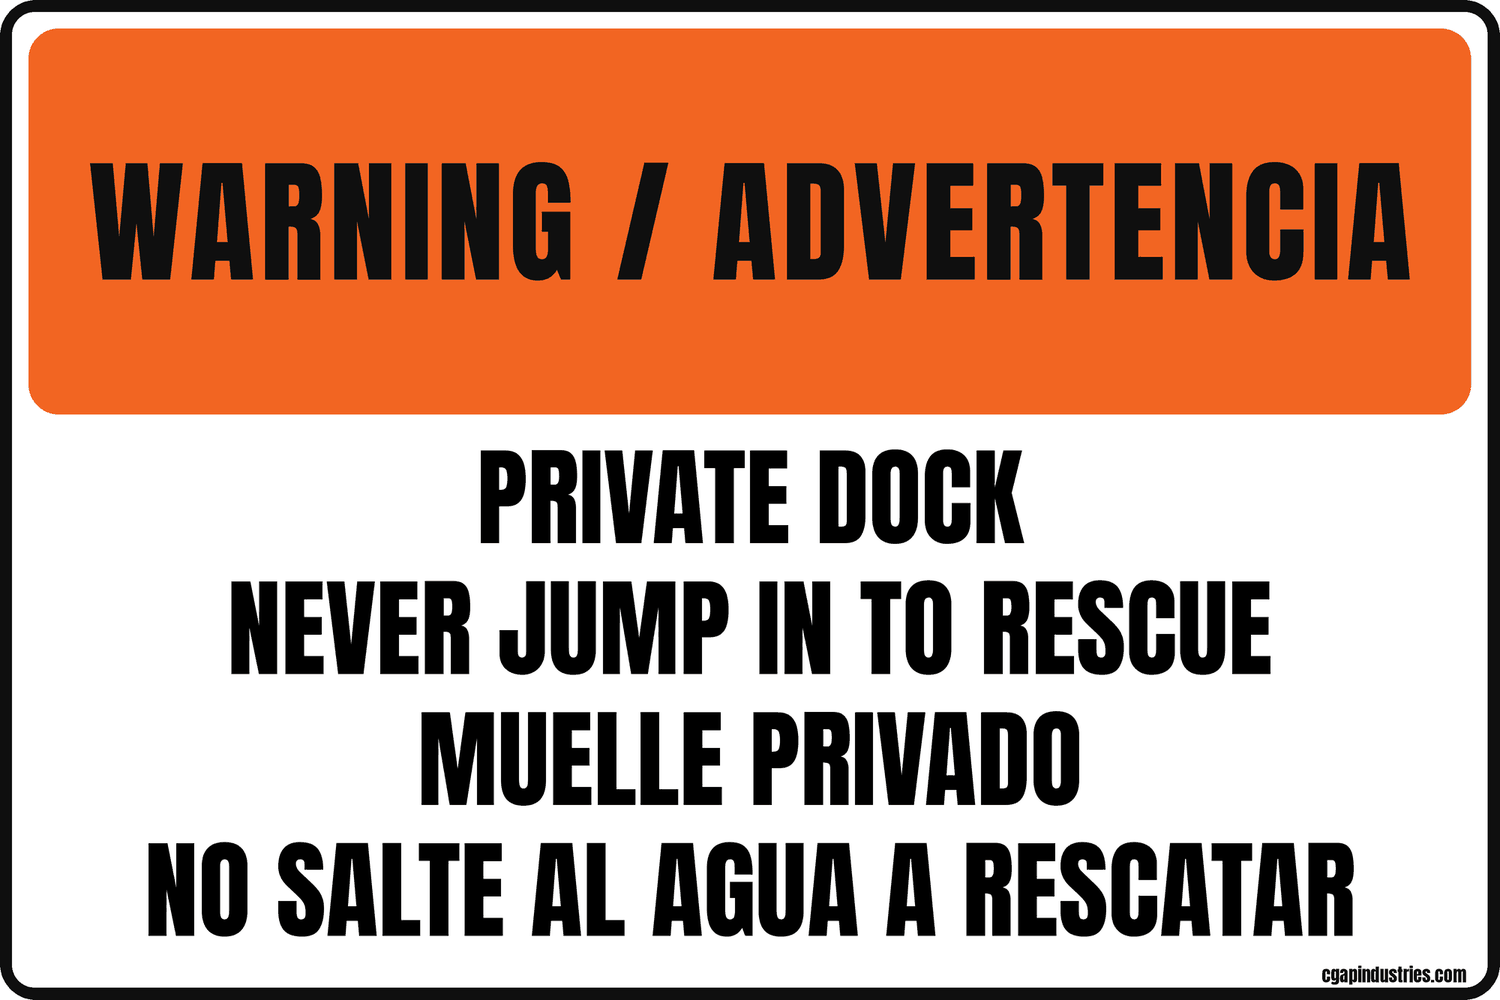 WARNING / ADVERTENCIA
PRIVATE DOCK
NEVER JUMP IN TO RESCUE
MUELLE PRIVADO
NO SALTE AL AGUA A RESCATAR
cgapindustries.com